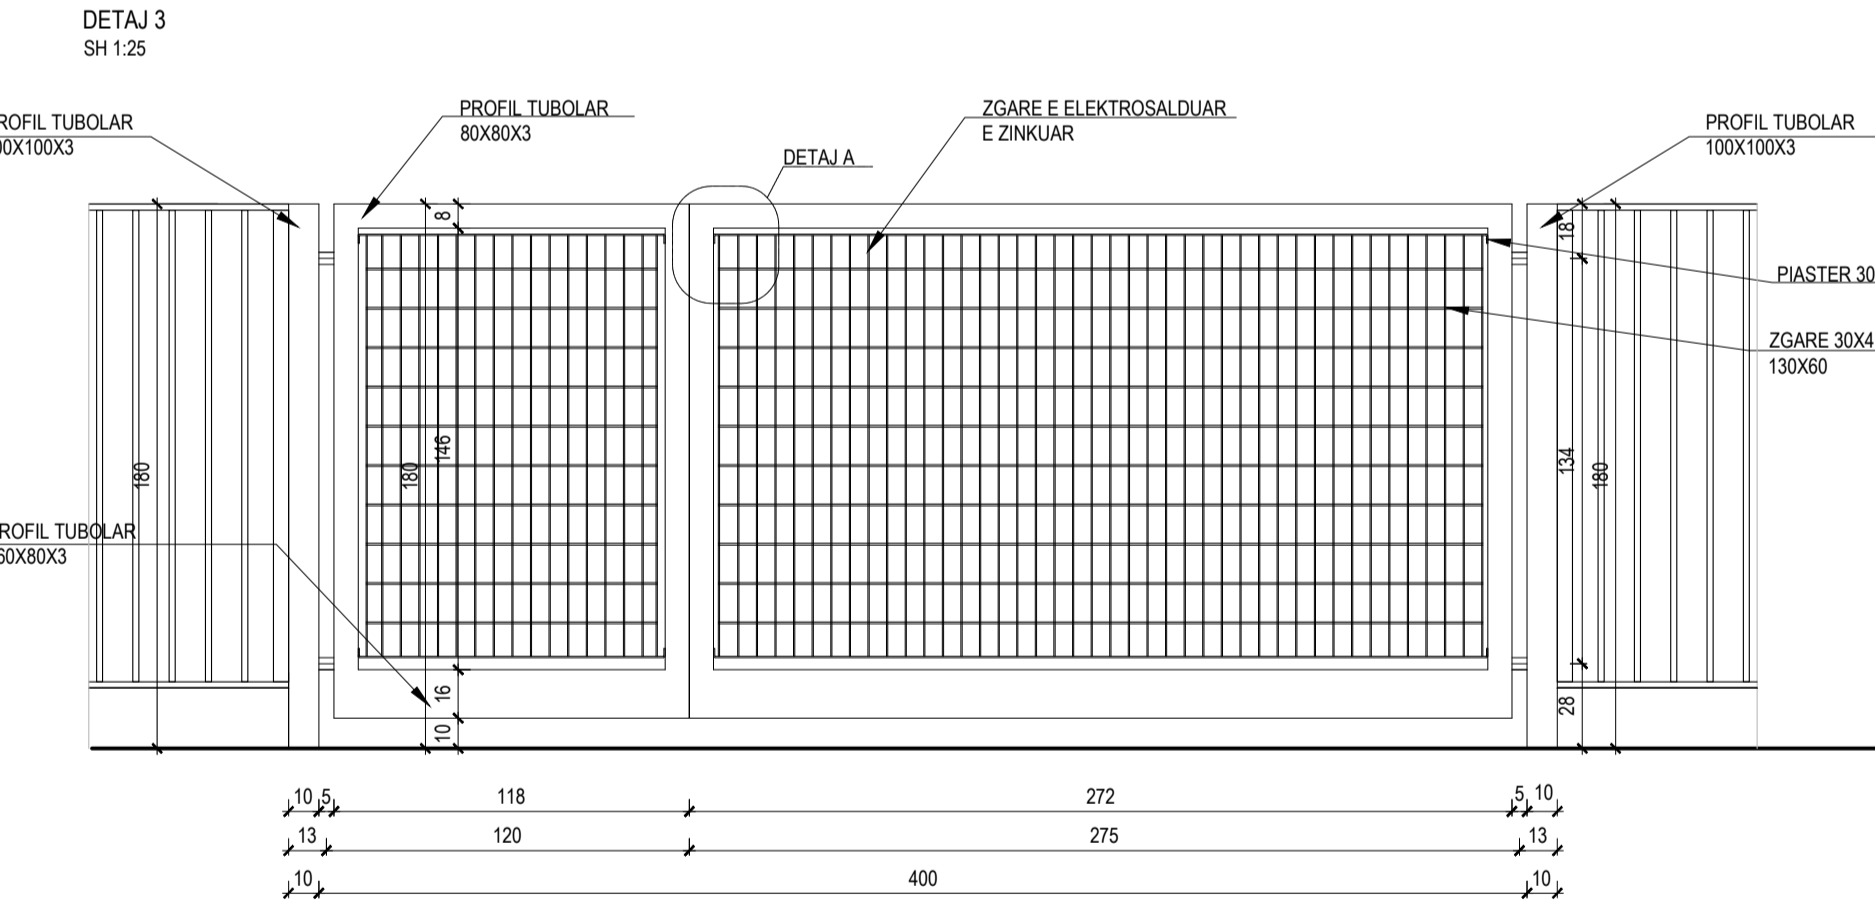 DETAJ 3
SH 1:25
PROFIL TUBOLAR
80X80X3
ZGARE E ELEKTROSALDUAR
E ZINKUAR
DETAJ A
ROFIL TUBOLAR
00X100X3
PROFIL TUBOLAR
100X100X3
PIASTER 30
ZGARE 30X4
130X60
ROFIL TUBOLAR
60X80X3
180
180
8
146
16
10
18
134
28
180
10 5 118 272 5 10
13 120 275 13
10 400 10